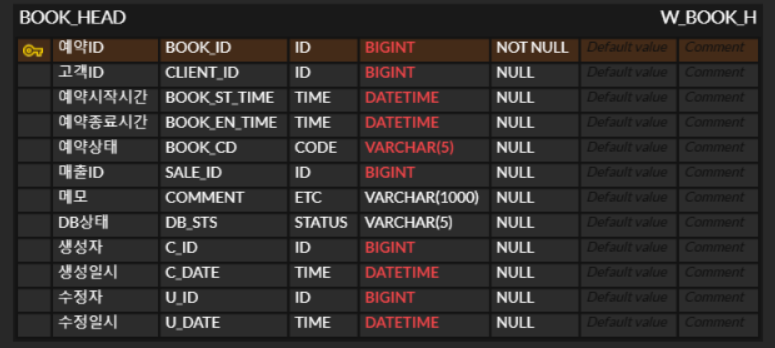 BOOK_HEAD W_BOOK_H
예약ID BOOK_ID ID BIGINT NOT NULL Default value Comment
고객ID CLIENT_ID ID BIGINT NULL Default value Comment
예약시작시간 BOOK_ST_TIME TIME DATETIME NULL Default value Comment
예약종료시간 BOOK_EN_TIME TIME DATETIME NULL Default value Comment
예약상태 BOOK_CD CODE VARCHAR(5) NULL Default value Comment
매출ID SALE_ID ID BIGINT NULL Default value Comment
메모 COMMENT ETC VARCHAR(1000) NULL Default value Comment
DB상태 DB_STS STATUS VARCHAR(5) NULL Default value Comment
생성자 C_ID ID BIGINT NULL Default value Comment
생성일시 C_DATE TIME DATETIME NULL Default value Comment
수정자 U_ID ID BIGINT NULL Default value Comment
수정일시 U_DATE TIME DATETIME NULL Default value Comment